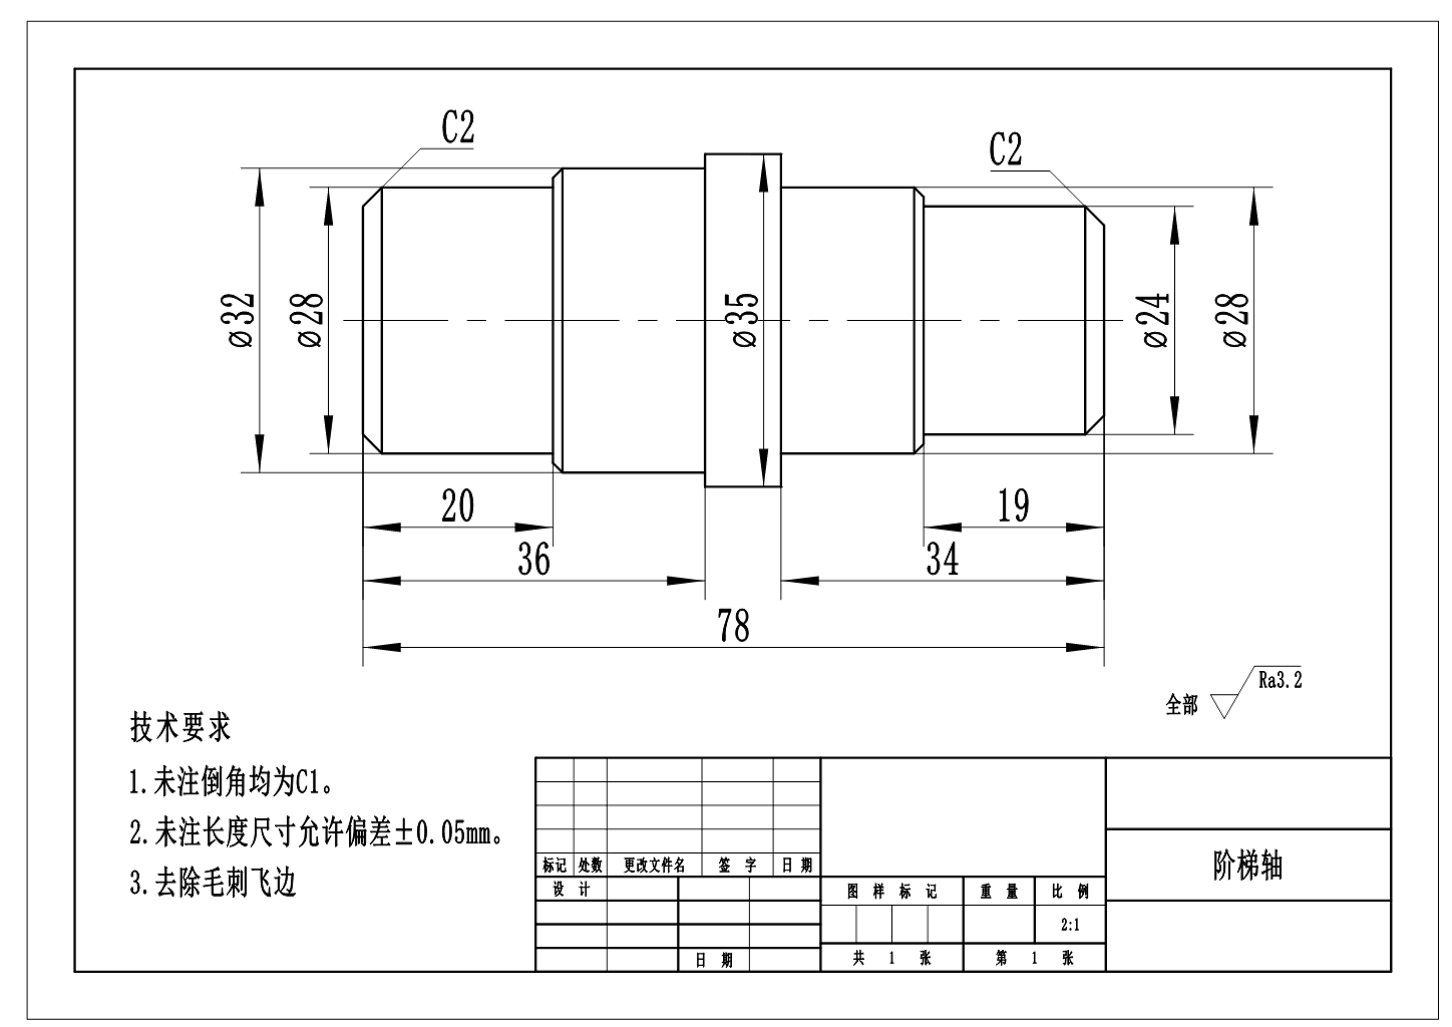 C2
C2
ø32
ø28
ø35
ø24
ø28
20
19
36
34
78
全部
Ra3.2
技术要求
1.未注倒角均为C1。
2.未注长度尺寸允许偏差±0.05mm。
3.去除毛刺飞边
标记 处数 更改文件名 签 字 日 期
设 计
图 样 标 记 重 量 比 例
2:1
日 期
共 1 张 第 1 张
阶梯轴